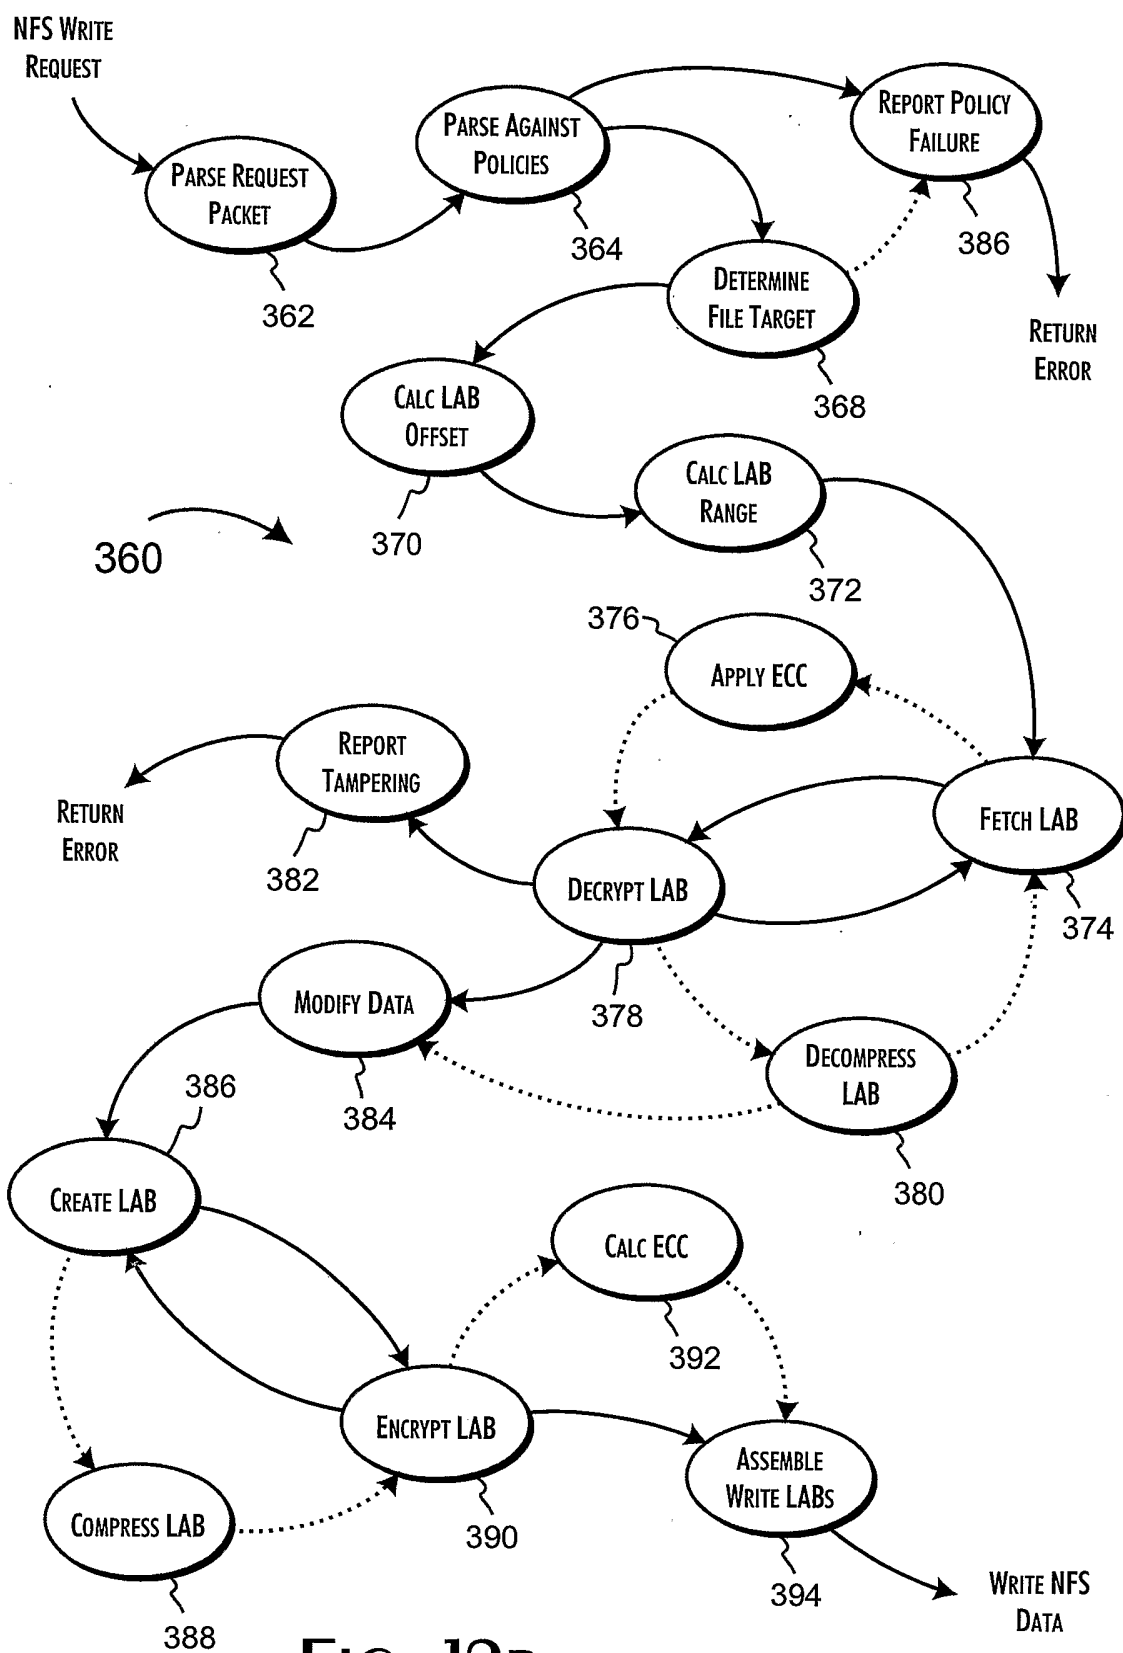 NFS WRITE
REQUEST
PARSE REQUEST
PACKET
362
PARSE AGAINST
POLICIES
364
REPORT POLICY
FAILURE
386
RETURN
ERROR
DETERMINE
FILE TARGET
368
CALC LAB
OFFSET
370
CALC LAB
RANGE
372
360
376
APPLY ECC
REPORT
TAMPERING
382
RETURN
ERROR
FETCH LAB
374
DECRYPT LAB
378
MODIFY DATA
384
DECOMPRESS
LAB
380
386
CREATE LAB
CALC ECC
392
ENCRYPT LAB
390
COMPRESS LAB
388
ASSEMBLE
WRITE LABS
394
WRITE NFS
DATA